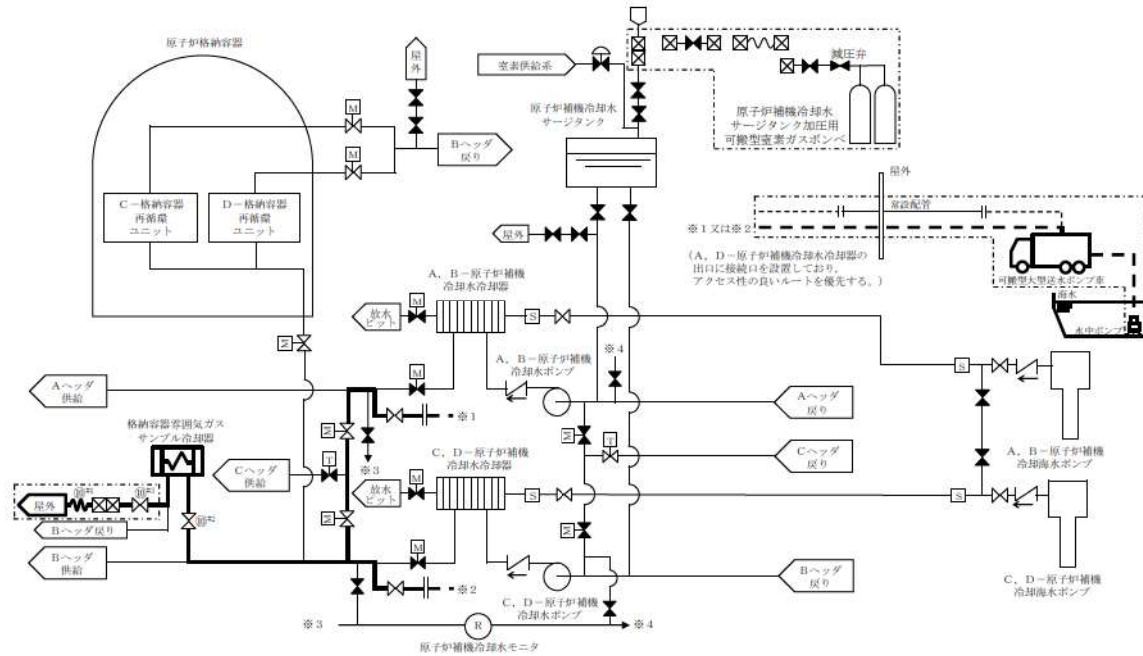 原子炉格納容器
屋外
窒素供給系
減圧弁
原子炉補機冷却水
サージタンク
原子炉補機冷却水
サージタンク加圧用
可搬型窒素ガスボンベ
M
M
Bヘッダ
戻り
C-格納容器
再循環
ユニット
D-格納容器
再循環
ユニット
屋外
常設配管
※1又は※2
(A,D-原子炉補機冷却水冷却器の
出口に接続口を設置しており,
アクセス性の良いルートを優先する。)
可搬型大型送水ポンプ車
海水
水中ポンプ
屋外
A,B-原子炉補機
冷却水冷却器
放水
ピット
M
S
M
※4
A,B-原子炉補機
冷却水ポンプ
S
Aヘッダ
供給
M
※1
Aヘッダ
戻り
A,B-原子炉補機
冷却海水ポンプ
格納容器雰囲気ガス
サンプル冷却器
M
※3
M
T
Cヘッダ
戻り
Cヘッダ
供給
T
C,D-原子炉補機
冷却水冷却器
放水
ピット
M
S
S
屋外
M
M
Bヘッダ戻り
Bヘッダ
供給
M
※2
C,D-原子炉補機
冷却水ポンプ
Bヘッダ
戻り
C,D-原子炉補機
冷却海水ポンプ
※3
R
※4
原子炉補機冷却水モニタ